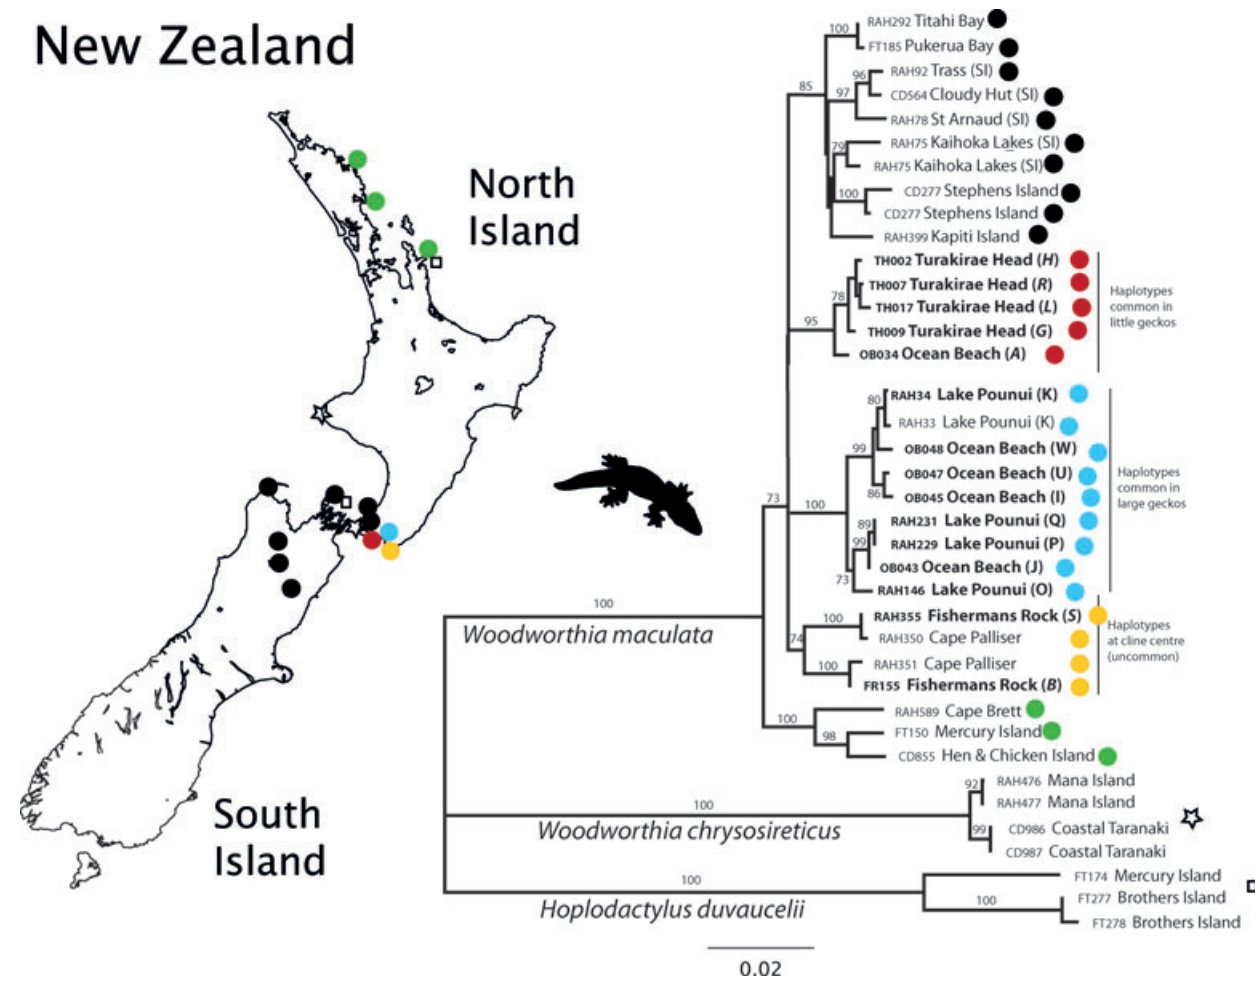 New Zealand
North
Island
South
Island
100
RAH292 Titahi Bay
FT185 Pukerua Bay
96
RAH92 Trass (SI)
85
97
CD564 Cloudy Hut (SI)
RAH78 St Arnaud (SI)
79
RAH75 Kaihoka Lakes (SI)
RAH75 Kaihoka Lakes (SI)
100
CD277 Stephens Island
CD277 Stephens Island
RAH399 Kapiti Island
TH002 Turakirae Head (H)
78
TH007 Turakirae Head (R)
TH017 Turakirae Head (L)
95
TH009 Turakirae Head (G)
OB034 Ocean Beach (A)
Haplotypes
common in
little geckos
80
RAH34 Lake Pounui (K)
RAH33 Lake Pounui (K)
99
OB048 Ocean Beach (W)
OB047 Ocean Beach (U)
86
OB045 Ocean Beach (I)
Haplotypes
common in
large geckos
73
100
89
RAH231 Lake Pounui (Q)
99
RAH229 Lake Pounui (P)
OB043 Ocean Beach (J)
73
RAH146 Lake Pounui (O)
100
RAH355 Fishermans Rock (S)
74
RAH350 Cape Palliser
100
RAH351 Cape Palliser
FR155 Fishermans Rock (B)
Haplotypes
at cline centre
(uncommon)
100
Woodworthia maculata
100
RAH589 Cape Brett
98
FT150 Mercury Island
CD855 Hen & Chicken Island
92
RAH476 Mana Island
RAH477 Mana Island
100
Woodworthia chrysosireticus
99
CD986 Coastal Taranaki
CD987 Coastal Taranaki
100
Hoplodactylus duvaucelii
FT174 Mercury Island
100
FT277 Brothers Island
FT278 Brothers Island
0.02